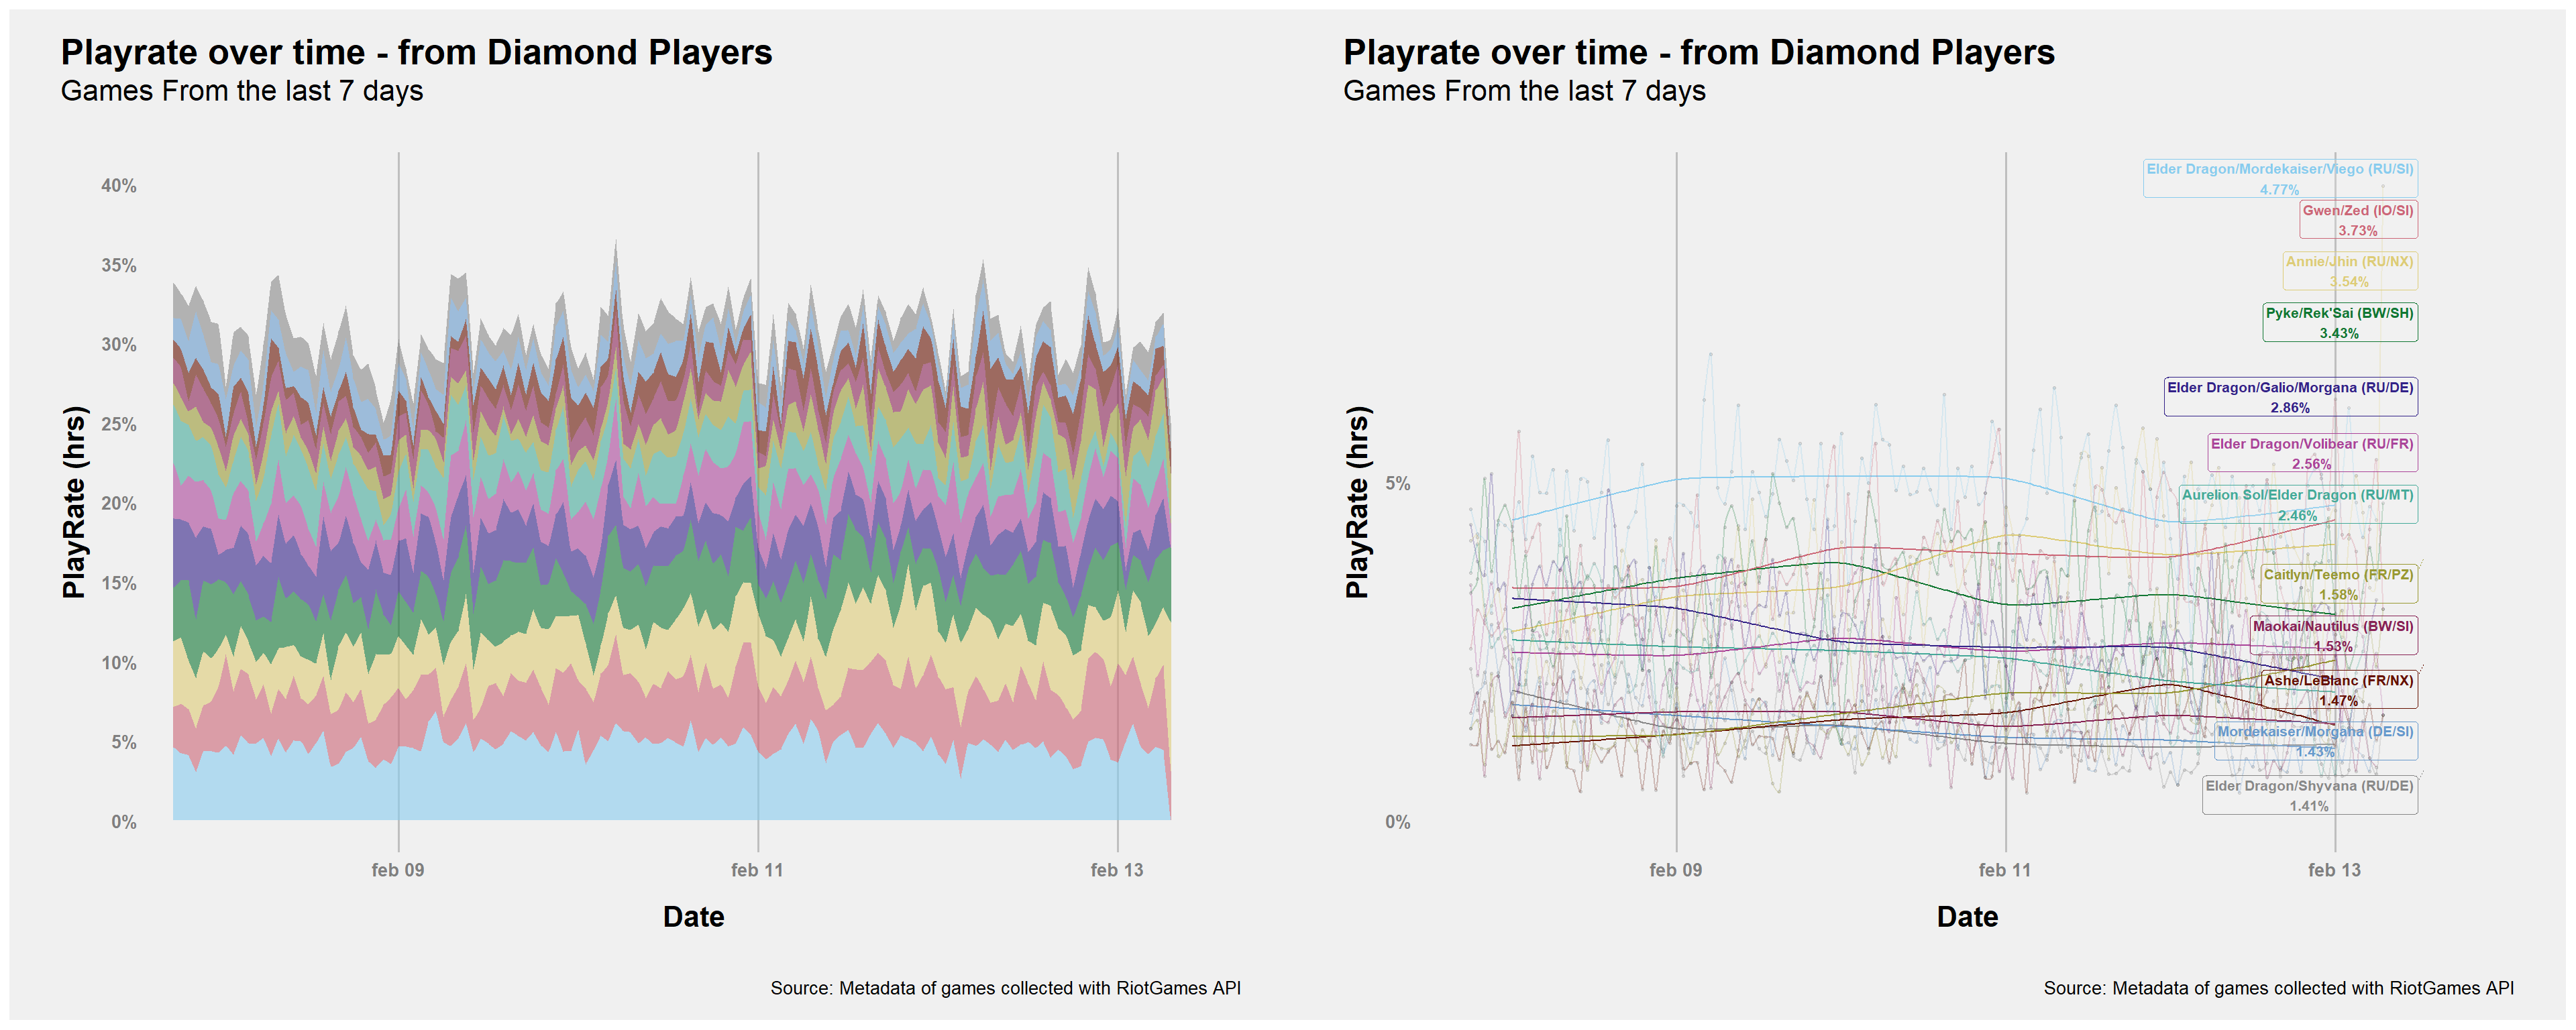 Playrate over time - from Diamond Players
Games From the last 7 days
PlayRate (hrs)
40%
35%
30%
25%
20%
15%
10%
5%
0%
feb 09
feb 11
feb 13
Date
Source: Metadata of games collected with RiotGames API
Playrate over time - from Diamond Players
Games From the last 7 days
PlayRate (hrs)
5%
0%
Elder Dragon/Mordekaiser/Viego (RU/SI)
4.77%
Gwen/Zed (IO/SI)
3.73%
Annie/Jhin (RU/NX)
3.54%
Pyke/Rek'Sai (BW/SH)
3.43%
Elder Dragon/Galio/Morgana (RU/DE)
2.86%
Elder Dragon/Volibear (RU/FR)
2.56%
Aurelion Sol/Elder Dragon (RU/MT)
2.46%
Caitlyn/Teemo (FR/PZ)
1.58%
Maokai/Nautilus (BW/SI)
1.53%
Ashe/LeBlanc (FR/NX)
1.47%
Mordekaiser/Morgana (DE/SI)
1.43%
Elder Dragon/Shyvana (RU/DE)
1.41%
feb 09
feb 11
feb 13
Date
Source: Metadata of games collected with RiotGames API